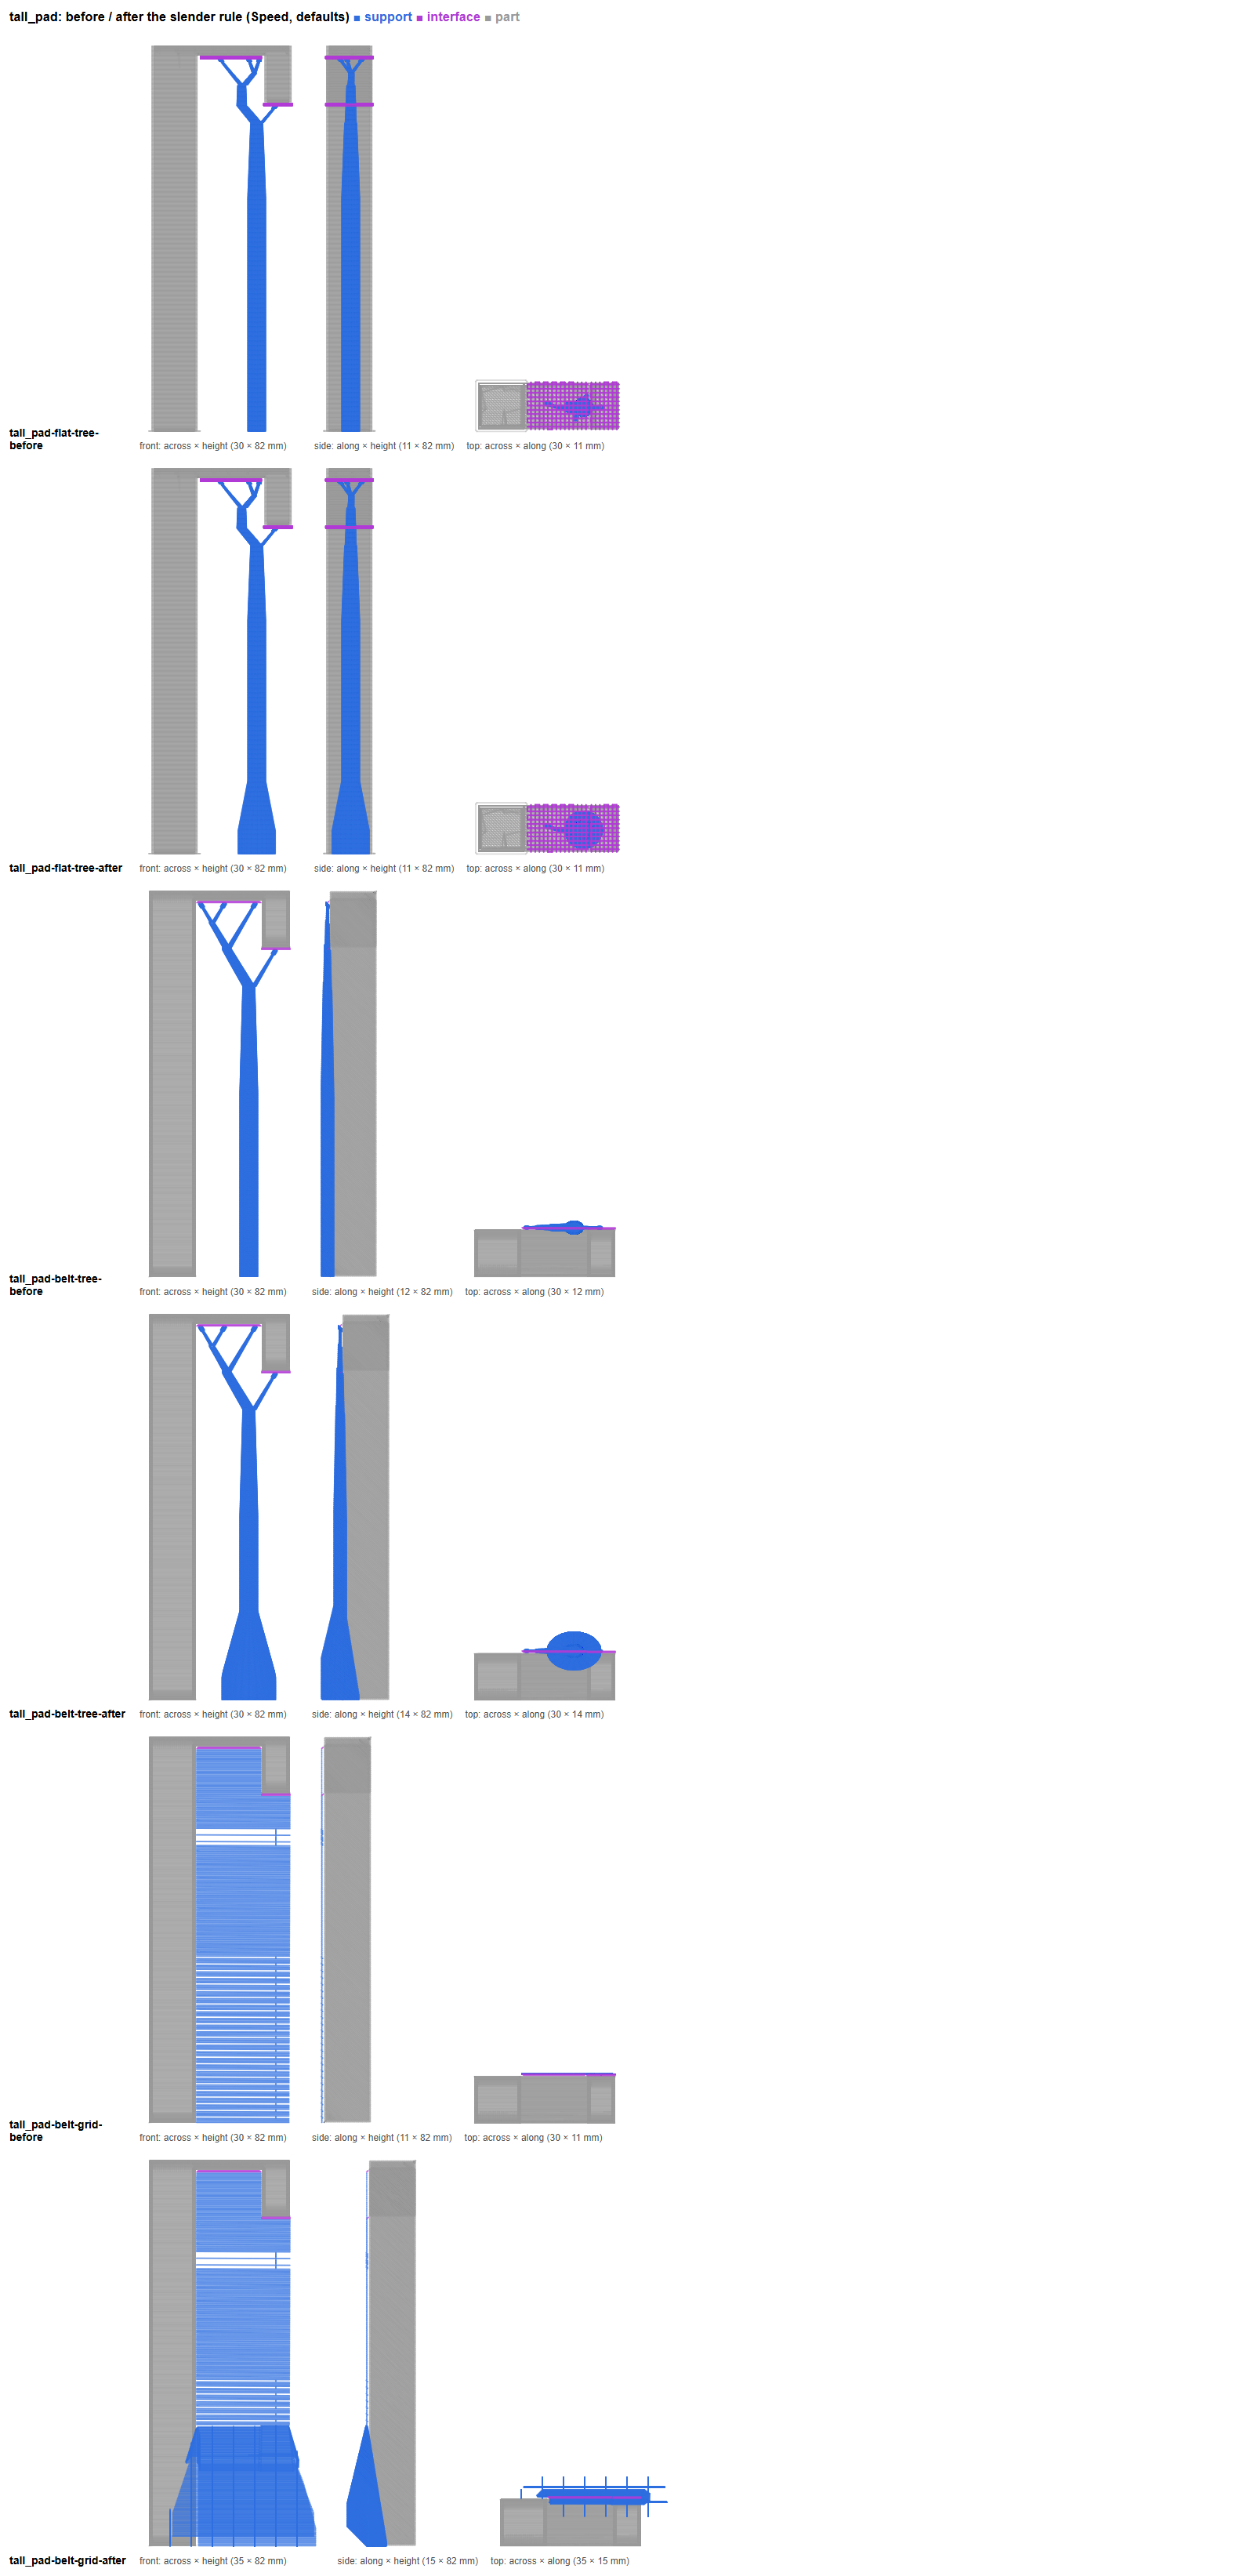 tall_pad: before / after the slender rule (Speed, defaults) ■ support ■ interface ■ part
tall_pad-flat-tree-
before
front: across × height (30 × 82 mm) side: along × height (11 × 82 mm) top: across × along (30 × 11 mm)
tall_pad-flat-tree-after front: across × height (30 × 82 mm) side: along × height (11 × 82 mm) top: across × along (30 × 11 mm)
tall_pad-belt-tree-
before
front: across × height (30 × 82 mm) side: along × height (12 × 82 mm) top: across × along (30 × 12 mm)
tall_pad-belt-tree-after front: across × height (30 × 82 mm) side: along × height (14 × 82 mm) top: across × along (30 × 14 mm)
tall_pad-belt-grid-
before
front: across × height (30 × 82 mm) side: along × height (11 × 82 mm) top: across × along (30 × 11 mm)
tall_pad-belt-grid-after front: across × height (35 × 82 mm) side: along × height (15 × 82 mm) top: across × along (35 × 15 mm)